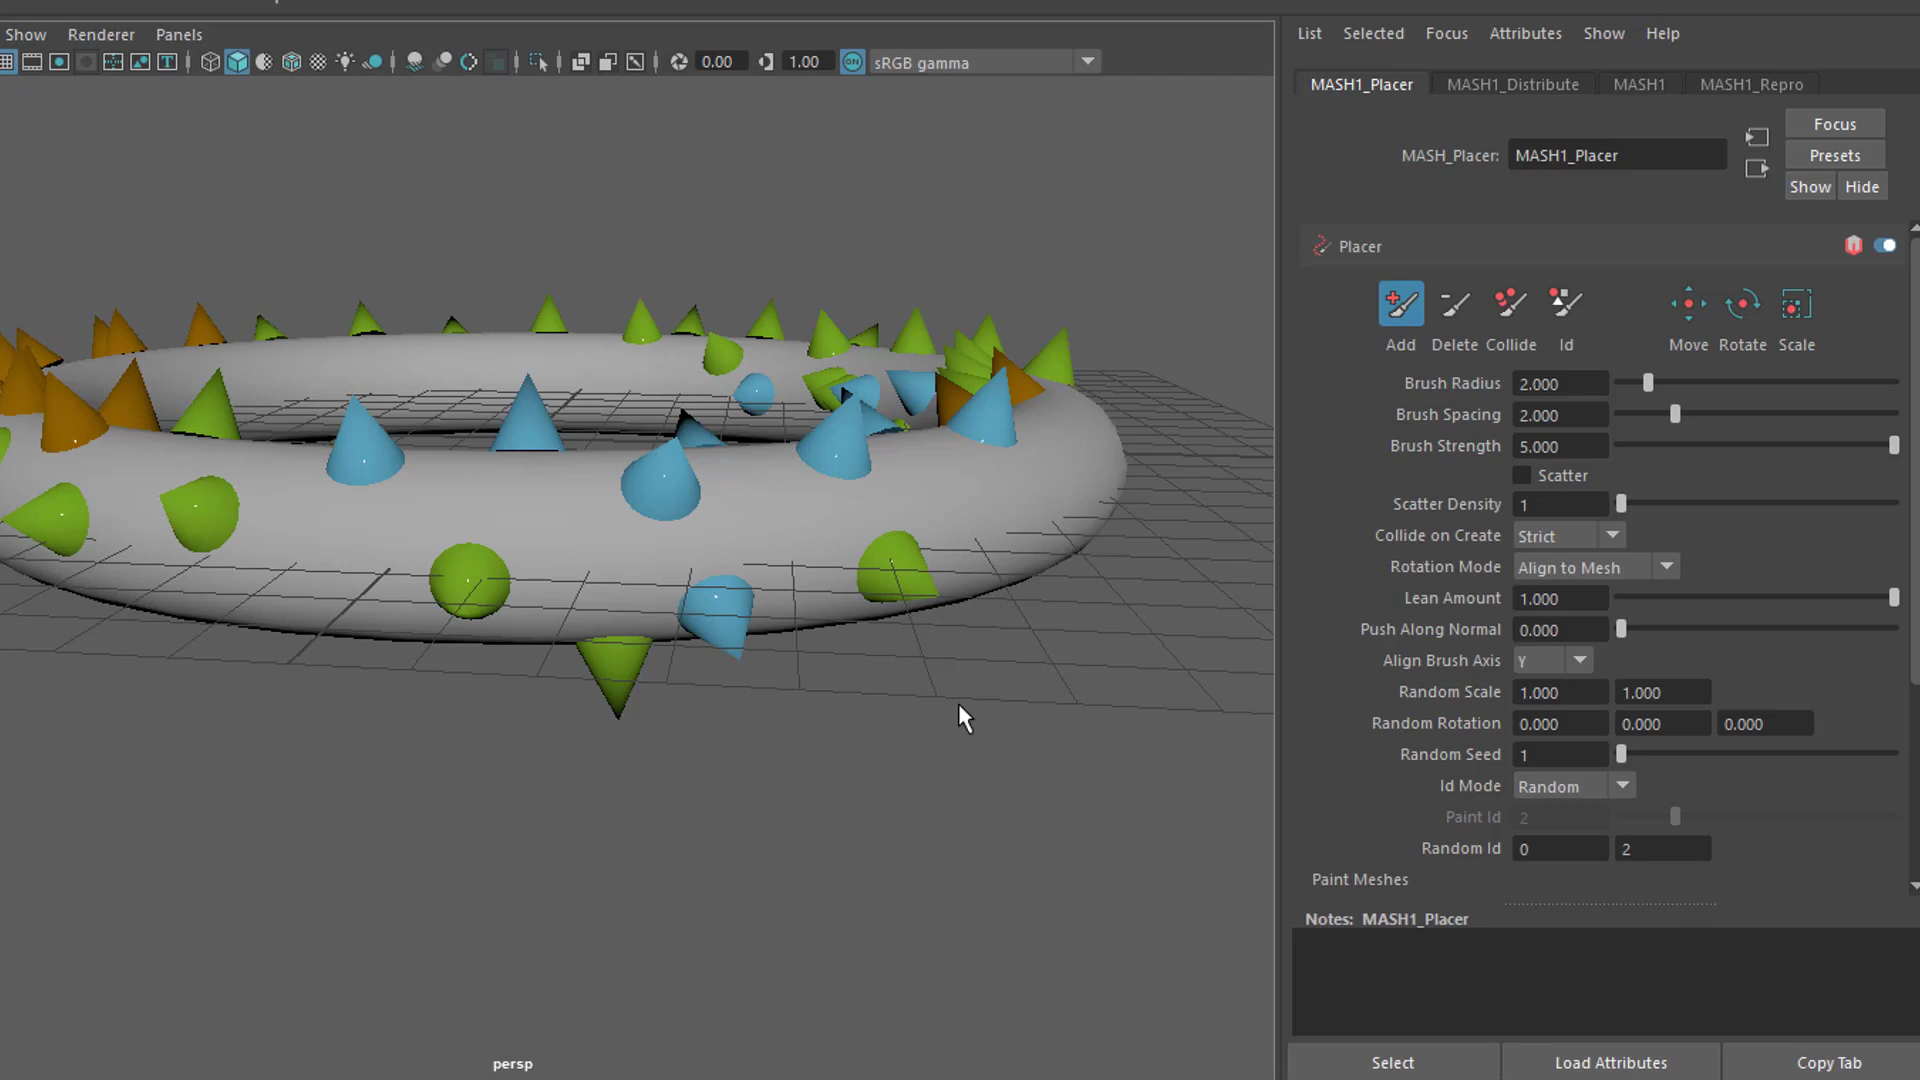 Show Renderer Panels
0.00 1.00 ON sRGB gamma
persp
List Selected Focus Attributes Show Help
MASH1_Placer MASH1_Distribute MASH1 MASH1_Repro
MASH_Placer: MASH1_Placer
Focus
Presets
Show Hide
Placer
Add Delete Collide Id Move Rotate Scale
Brush Radius 2.000
Brush Spacing 2.000
Brush Strength 5.000
Scatter
Scatter Density 1
Collide on Create Strict
Rotation Mode Align to Mesh
Lean Amount 1.000
Push Along Normal 0.000
Align Brush Axis Y
Random Scale 1.000 1.000
Random Rotation 0.000 0.000 0.000
Random Seed 1
Id Mode Random
Paint Id 2
Random Id 0 2
Paint Meshes
Notes: MASH1_Placer
Select Load Attributes Copy Tab